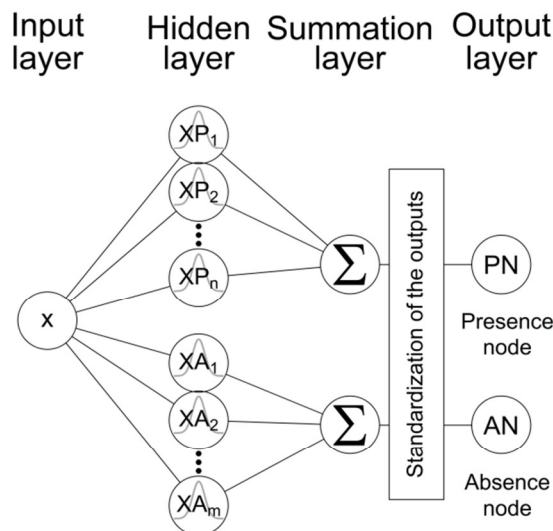 Input layer
Hidden layer
Summation layer
Output layer
XP₁
XP₂
XPₙ
x
XA₁
XA₂
XAₘ
Σ
Σ
Standardization of the outputs
PN
Presence node
AN
Absence node